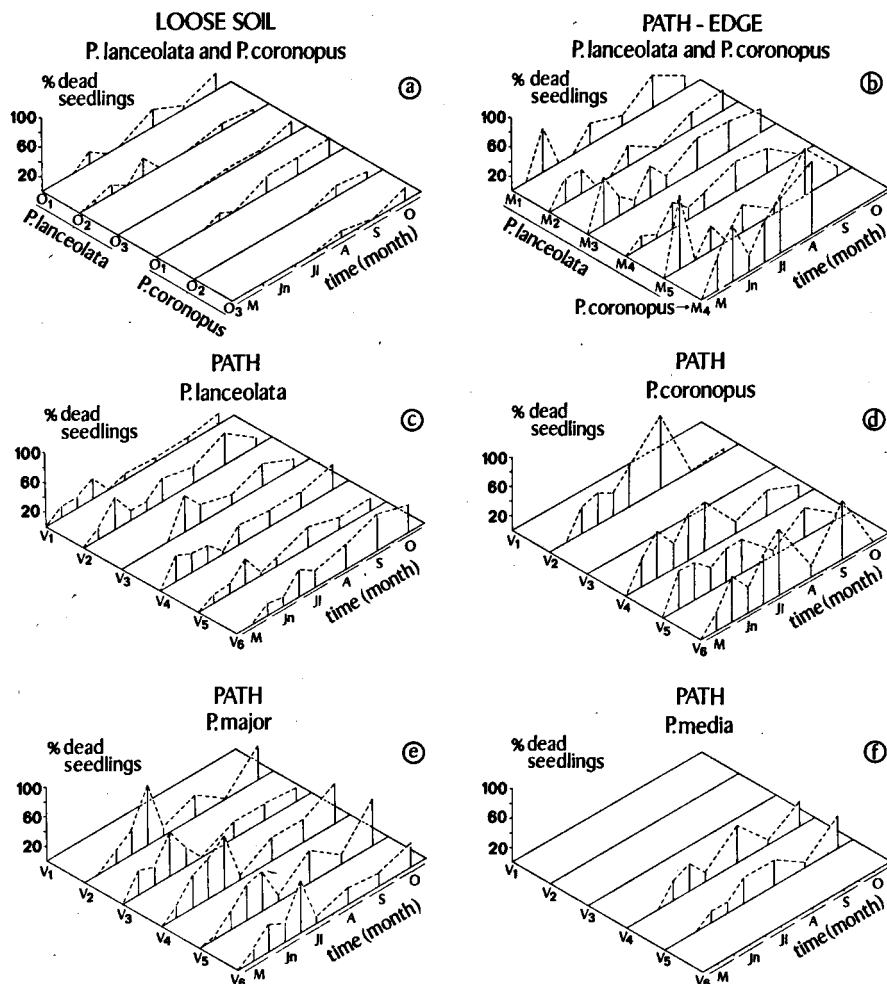 LOOSE SOIL
P. lanceolata and P. coronopus
% dead
seedlings
ⓐ
100
60
20
O1
O2
O3
O1
O2
O3
P. lanceolata
P. coronopus
M
Jn
Jl
A
S
O
time (month)
PATH - EDGE
P. lanceolata and P. coronopus
% dead
seedlings
ⓑ
100
60
20
M1
M2
M3
M4
M5
P. lanceolata
P. coronopus → M4
M
Jn
Jl
A
S
O
time (month)
PATH
P. lanceolata
% dead
seedlings
ⓒ
100
60
20
V1
V2
V3
V4
V5
V6
M
Jn
Jl
A
S
O
time (month)
PATH
P. coronopus
% dead
seedlings
ⓓ
100
60
20
V1
V2
V3
V4
V5
V6
M
Jn
Jl
A
S
O
time (month)
PATH
P. major
% dead
seedlings
ⓔ
100
60
20
V1
V2
V3
V4
V5
V6
M
Jn
Jl
A
S
O
time (month)
PATH
P. media
% dead
seedlings
ⓕ
100
60
20
V1
V2
V3
V4
V5
V6
M
Jn
Jl
A
S
O
time (month)